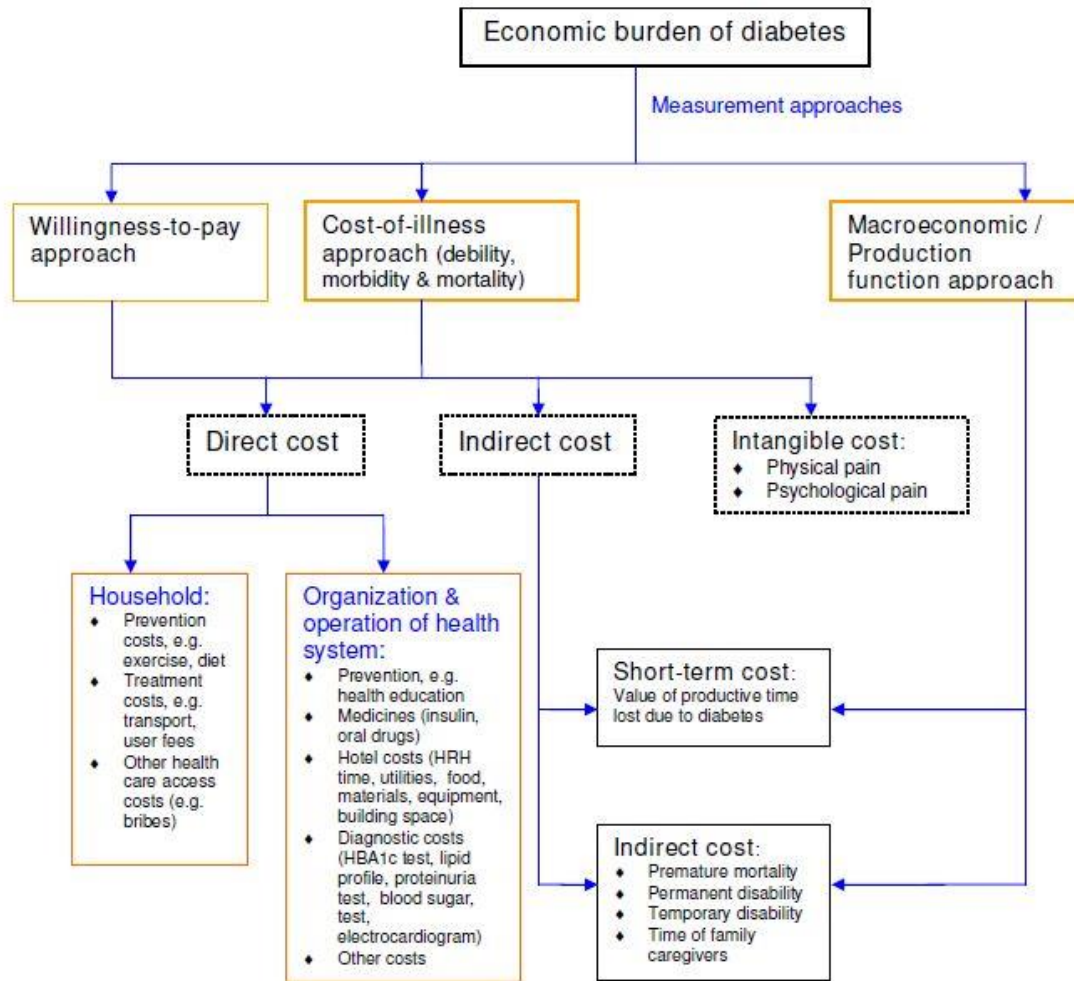 Economic burden of diabetes
Measurement approaches
Willingness-to-pay
approach
Cost-of-illness
approach (debility,
morbidity & mortality)
Macroeconomic /
Production
function approach
Direct cost
Indirect cost
Intangible cost:
♦ Physical pain
♦ Psychological pain
Household:
♦ Prevention
costs, e.g.
exercise, diet
♦ Treatment
costs, e.g.
transport,
user fees
♦ Other health
care access
costs (e.g.
bribes)
Organization &
operation of health
system:
♦ Prevention, e.g.
health education
♦ Medicines (insulin,
oral drugs)
♦ Hotel costs (HRH
time, utilities, food,
materials, equipment,
building space)
♦ Diagnostic costs
(HBA1c test, lipid
profile, proteinuria
test, blood sugar,
test,
electrocardiogram)
♦ Other costs
Short-term cost:
Value of productive time
lost due to diabetes
Indirect cost:
♦ Premature mortality
♦ Permanent disability
♦ Temporary disability
♦ Time of family
caregivers